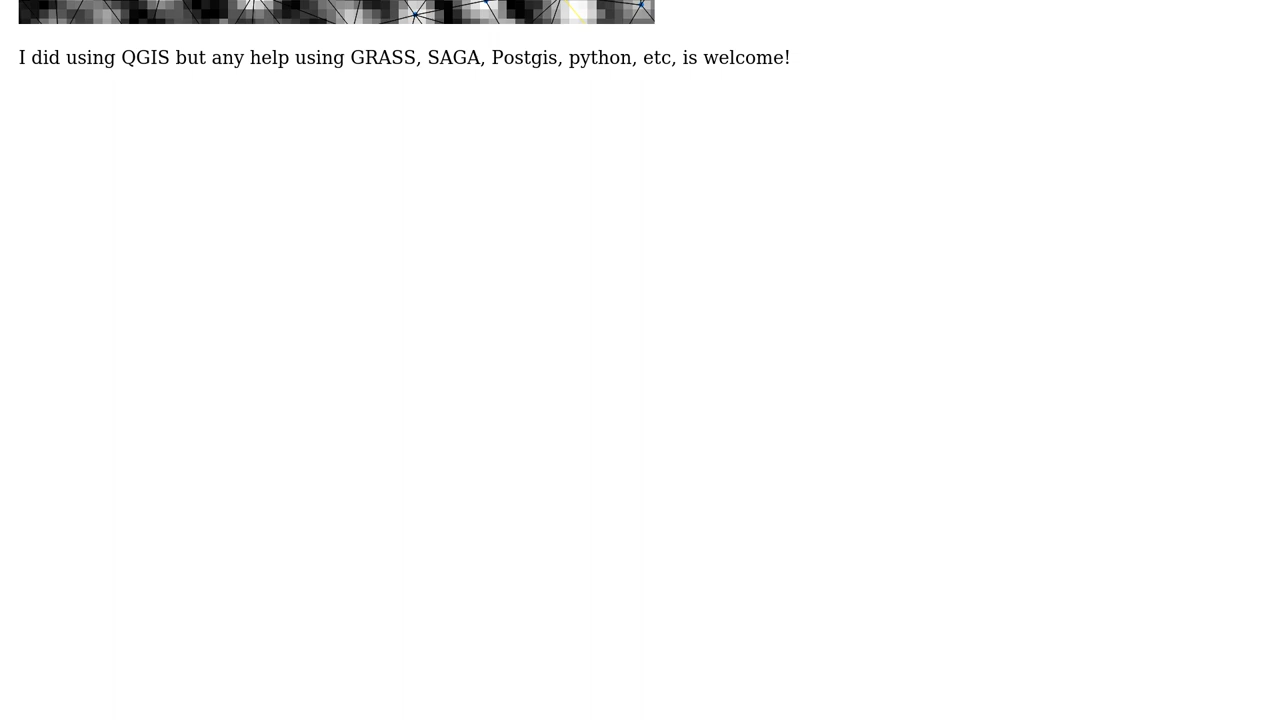 I did using QGIS but any help using GRASS, SAGA, Postgis, python, etc, is welcome!